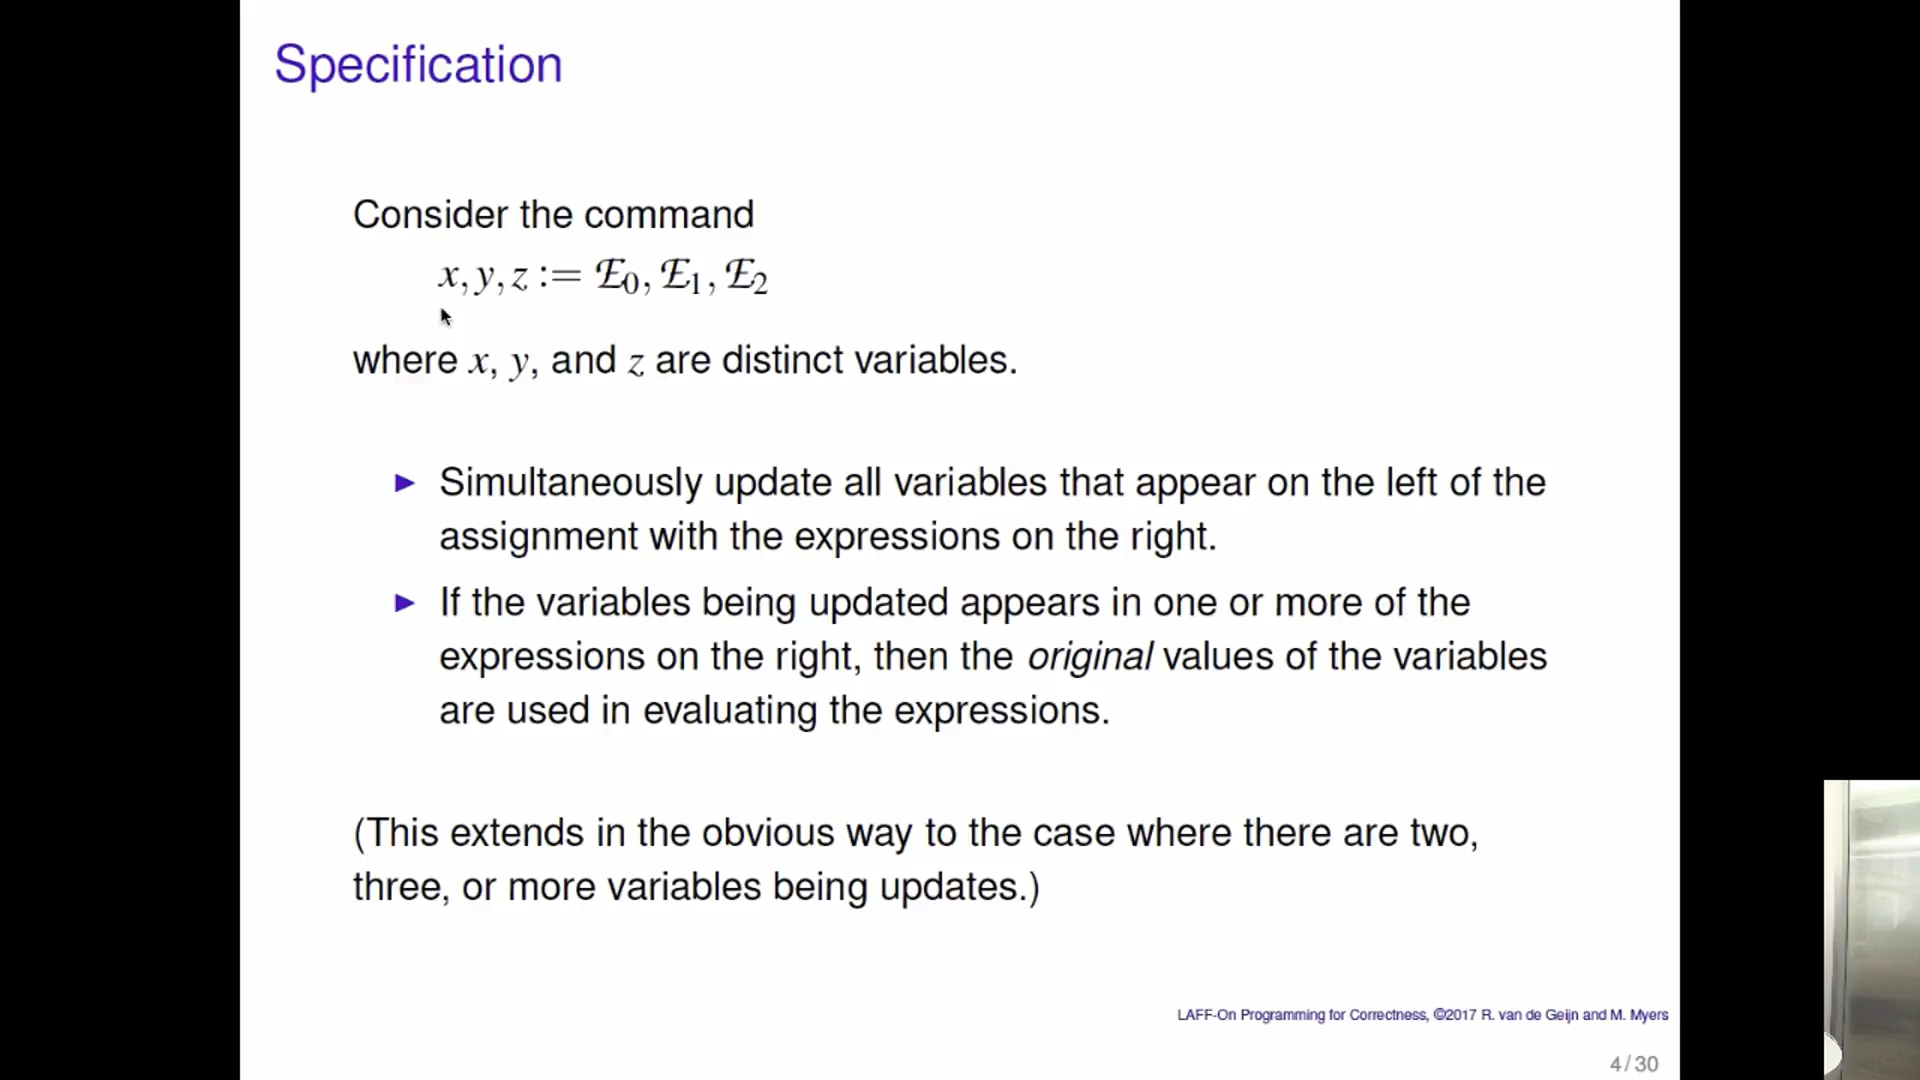 Specification
Consider the command
x, y, z := E0, E1, E2
where x, y, and z are distinct variables.
▶ Simultaneously update all variables that appear on the left of the
assignment with the expressions on the right.
▶ If the variables being updated appears in one or more of the
expressions on the right, then the original values of the variables
are used in evaluating the expressions.
(This extends in the obvious way to the case where there are two,
three, or more variables being updates.)
LAFF-On Programming for Correctness, ©2017 R. van de Geijn and M. Myers
4/30